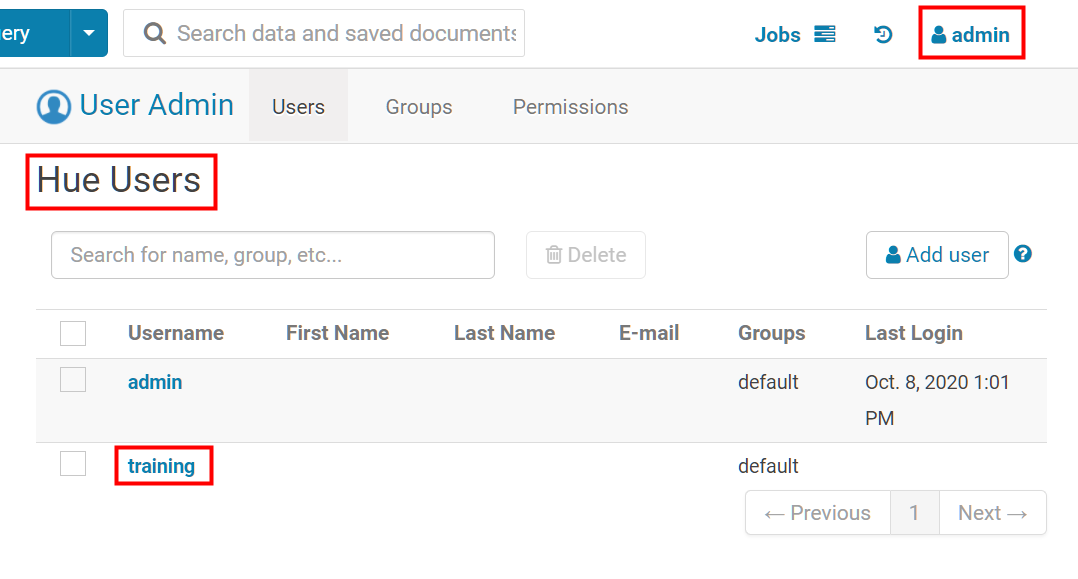 ery
Search data and saved documents
Jobs
admin
User Admin
Users
Groups
Permissions
Hue Users
Search for name, group, etc...
Delete
Add user
?
Username First Name Last Name E-mail Groups Last Login
admin default Oct. 8, 2020 1:01
PM
training default
← Previous 1 Next →